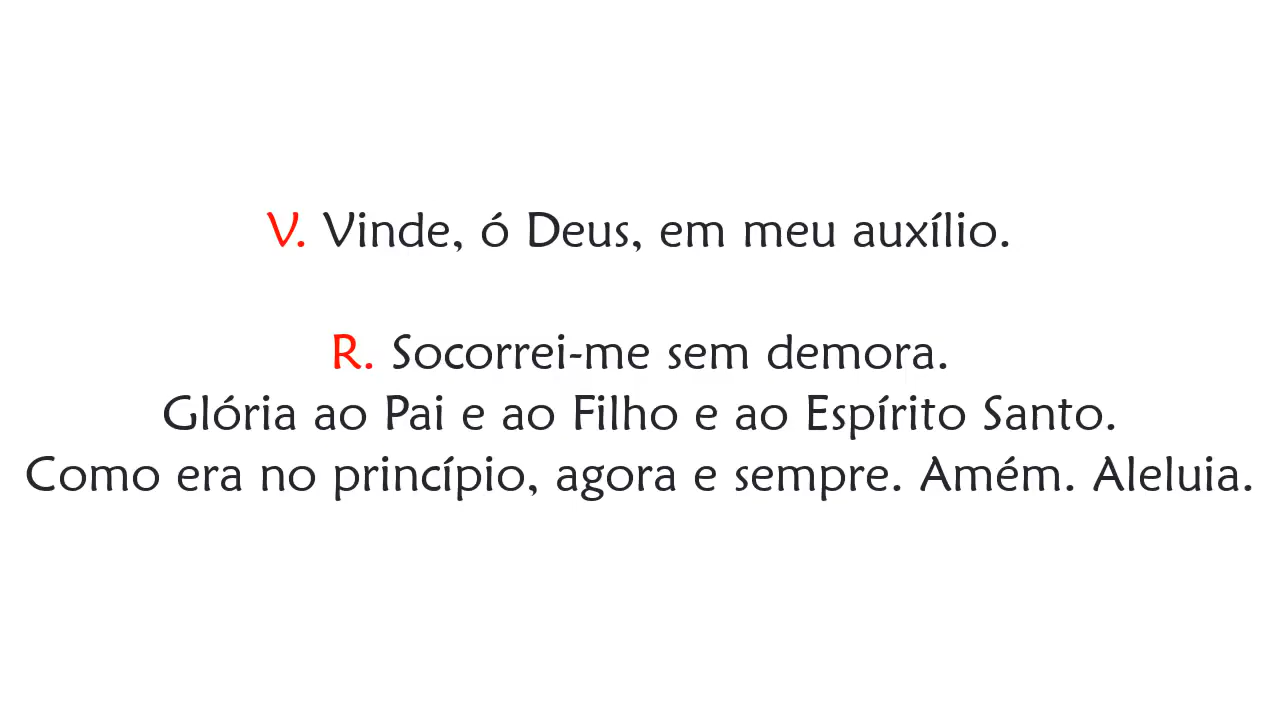 V. Vinde, ó Deus, em meu auxílio.
R. Socorrei-me sem demora.
Glória ao Pai e ao Filho e ao Espírito Santo.
Como era no princípio, agora e sempre. Amém. Aleluia.